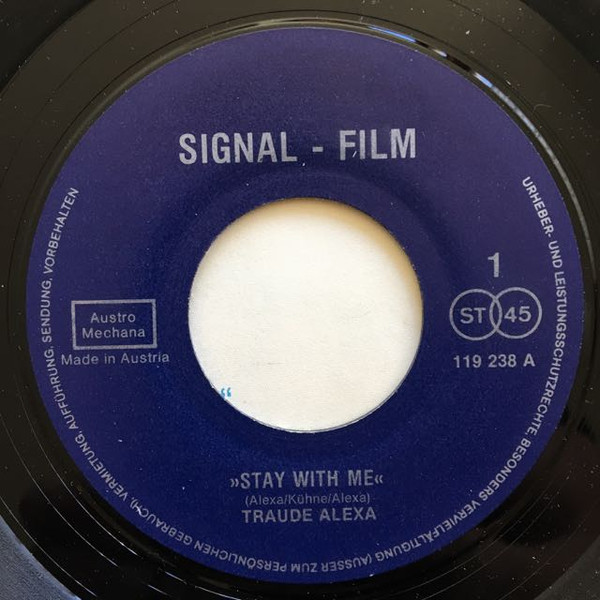 SIGNAL - FILM
1
Austro
Mechana
ST 45
Made in Austria
119 238 A
»STAY WITH ME«
(Alexa/Kühne/Alexa)
TRAUDE ALEXA
URHEBER- UND LEISTUNGSSCHUTZRECHTE, BESONDERS VERVIELFÄLTIGUNG (AUSSER ZUM PERSÖNLICHEN GEBRAUCH), VERMIETUNG, AUFFÜHRUNG, SENDUNG, VORBEHALTEN